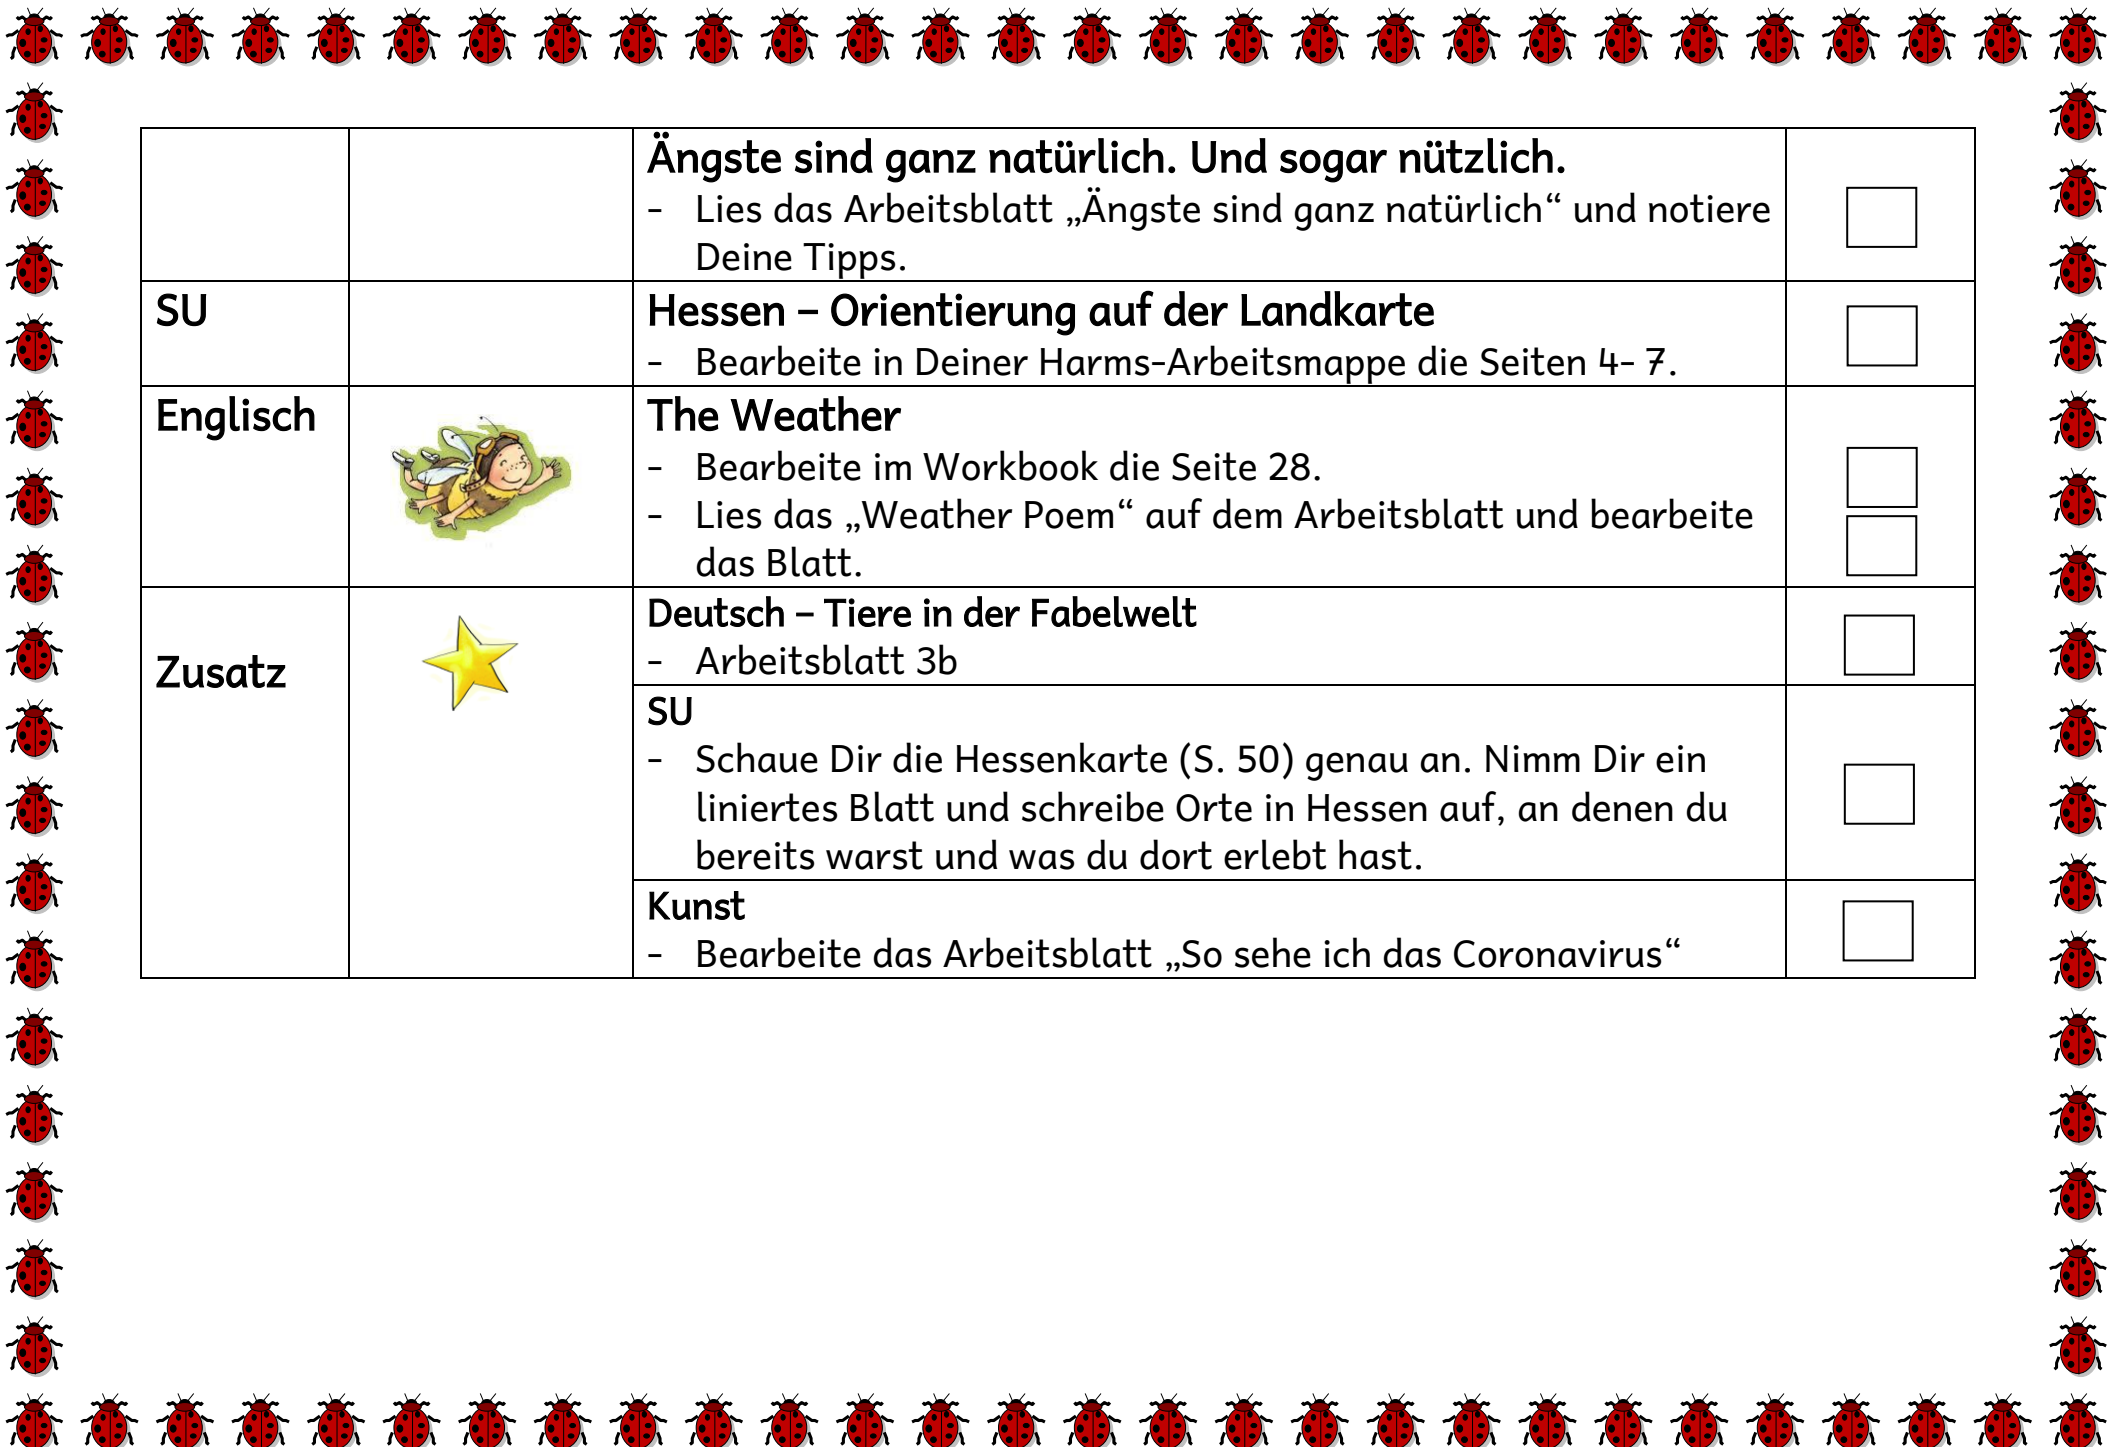 Ängste sind ganz natürlich. Und sogar nützlich.
- Lies das Arbeitsblatt „Ängste sind ganz natürlich“ und notiere
Deine Tipps.
SU
Hessen – Orientierung auf der Landkarte
- Bearbeite in Deiner Harms-Arbeitsmappe die Seiten 4- 7.
Englisch
The Weather
- Bearbeite im Workbook die Seite 28.
- Lies das „Weather Poem“ auf dem Arbeitsblatt und bearbeite
das Blatt.
Zusatz
Deutsch – Tiere in der Fabelwelt
- Arbeitsblatt 3b
SU
- Schaue Dir die Hessenkarte (S. 50) genau an. Nimm Dir ein
liniertes Blatt und schreibe Orte in Hessen auf, an denen du
bereits warst und was du dort erlebt hast.
Kunst
- Bearbeite das Arbeitsblatt „So sehe ich das Coronavirus“